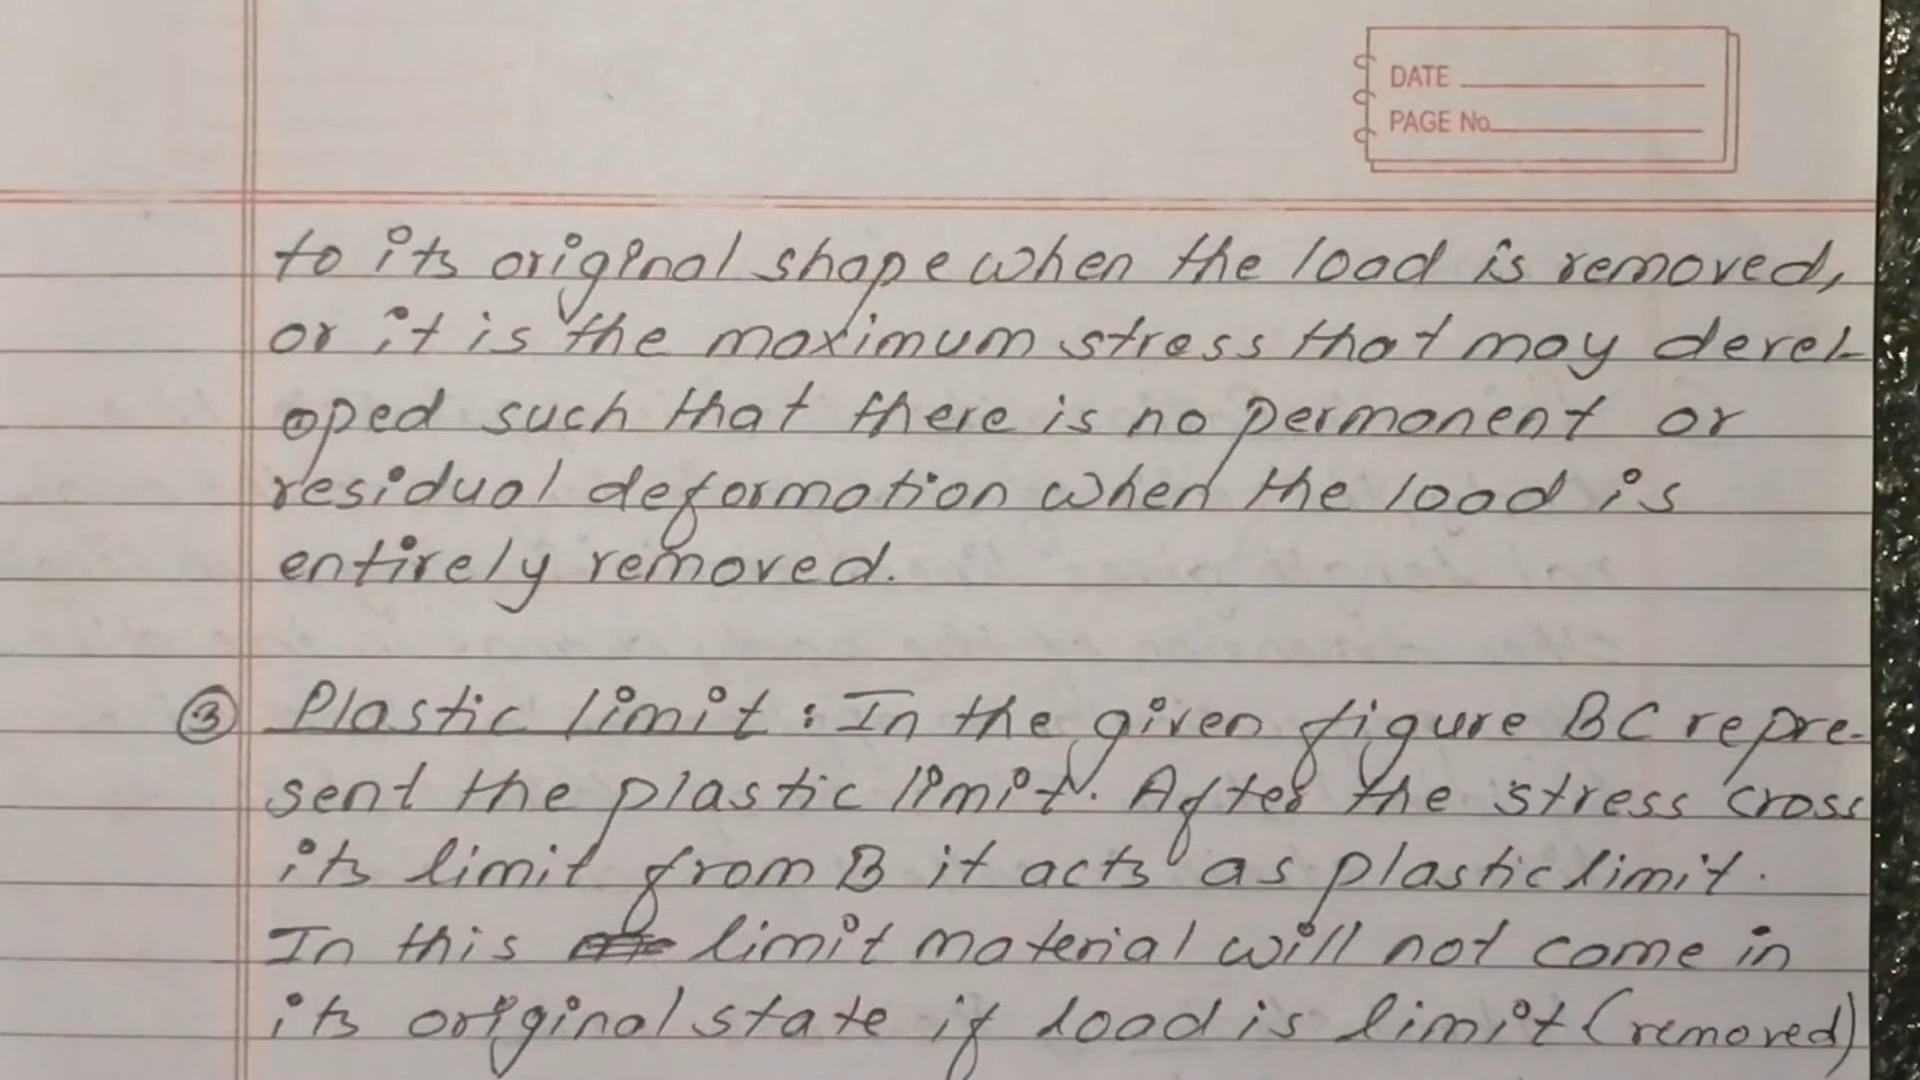 DATE
PAGE No.
to its original shape when the load is removed,
or it is the maximum stress that may devel-
oped such that there is no permanent or
residual deformation when the load is
entirely removed.
③ Plastic limit : In the given figure BC repre-
sent the plastic limit. After the stress cross
its limit from B it acts as plastic limit.
In this limit material will not come in
its original state if load is limit (removed)